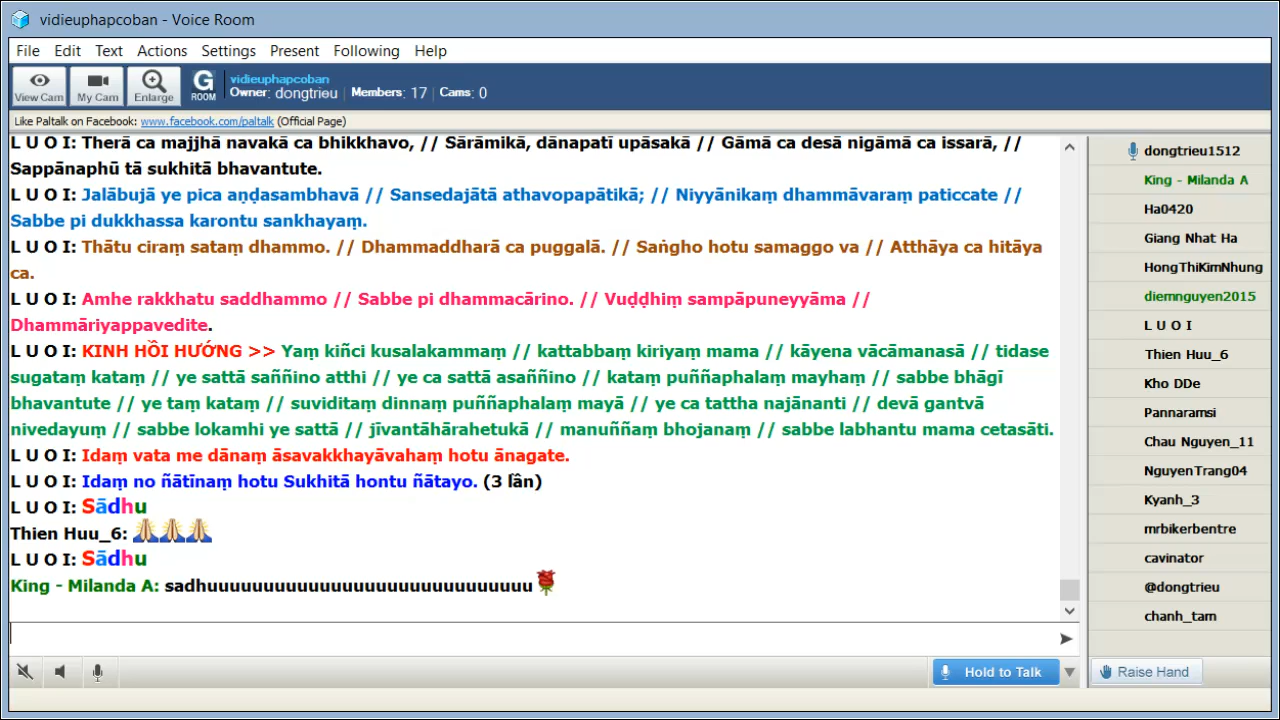 vidieuphapcoban - Voice Room
File Edit Text Actions Settings Present Following Help
View Cam My Cam Enlarge G ROOM vidieuphapcoban
Owner: dongtrieu | Members: 17 | Cams: 0
Like Paltalk on Facebook: www.facebook.com/paltalk (Official Page)
L U O I: Therā ca majjhā navakā ca bhikkhavo, // Sārāmikā, dānapatī upāsakā // Gāmā ca desā nigāmā ca issarā, //
Sappānaphū tā sukhitā bhavantute.
L U O I: Jalābujā ye pica aṇḍasambhavā // Sansedajātā athavopapātikā; // Niyyānikaṃ dhammāvaraṃ paticcate //
Sabbe pi dukkhassa karontu sankhayaṃ.
L U O I: Thātu ciraṃ sataṃ dhammo. // Dhammaddharā ca puggalā. // Saṅgho hotu samaggo va // Atthāya ca hitāya
ca.
L U O I: Amhe rakkhatu saddhammo // Sabbe pi dhammacārino. // Vuḍḍhiṃ sampāpuneyyāma //
Dhammāriyappavedite.
L U O I: KINH HỒI HƯỚNG >> Yaṃ kiñci kusalakammaṃ // kattabbaṃ kiriyaṃ mama // kāyena vācāmanasā // tidase
sugataṃ kataṃ // ye sattā saññino atthi // ye ca sattā asaññino // kataṃ puññaphalaṃ mayhaṃ // sabbe bhāgī
bhavantute // ye taṃ kataṃ // suviditaṃ dinnaṃ puññaphalaṃ mayā // ye ca tattha najānanti // devā gantvā
nivedayuṃ // sabbe lokamhi ye sattā // jīvantāhārahetukā // manuññaṃ bhojanaṃ // sabbe labhantu mama cetasāti.
L U O I: Idaṃ vata me dānaṃ āsavakkhayāvahaṃ hotu ānagate.
L U O I: Idaṃ no ñātīnaṃ hotu Sukhitā hontu ñātayo. (3 lần)
L U O I: Sādhu
Thien Huu_6: 🙏🙏🙏
L U O I: Sādhu
King - Milanda A: sadhuuuuuuuuuuuuuuuuuuuuuuuuuuuuu🌹
Hold to Talk
dongtrieu1512
King - Milanda A
Ha0420
Giang Nhat Ha
HongThiKimNhung
diemnguyen2015
L U O I
Thien Huu_6
Kho DDe
Pannaramsi
Chau Nguyen_11
NguyenTrang04
Kyanh_3
mrbikerbentre
cavinator
@dongtrieu
chanh_tam
Raise Hand